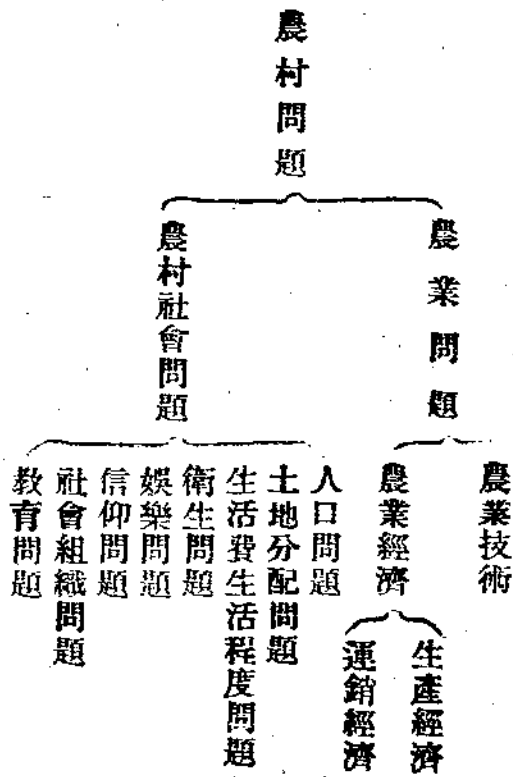 農村問題
農業問題
農業技術
農業經濟
生產經濟
運銷經濟
農村社會問題
人口問題
土地分配問題
生活費生活程度問題
衛生問題
娛樂問題
信仰問題
社會組織問題
教育問題